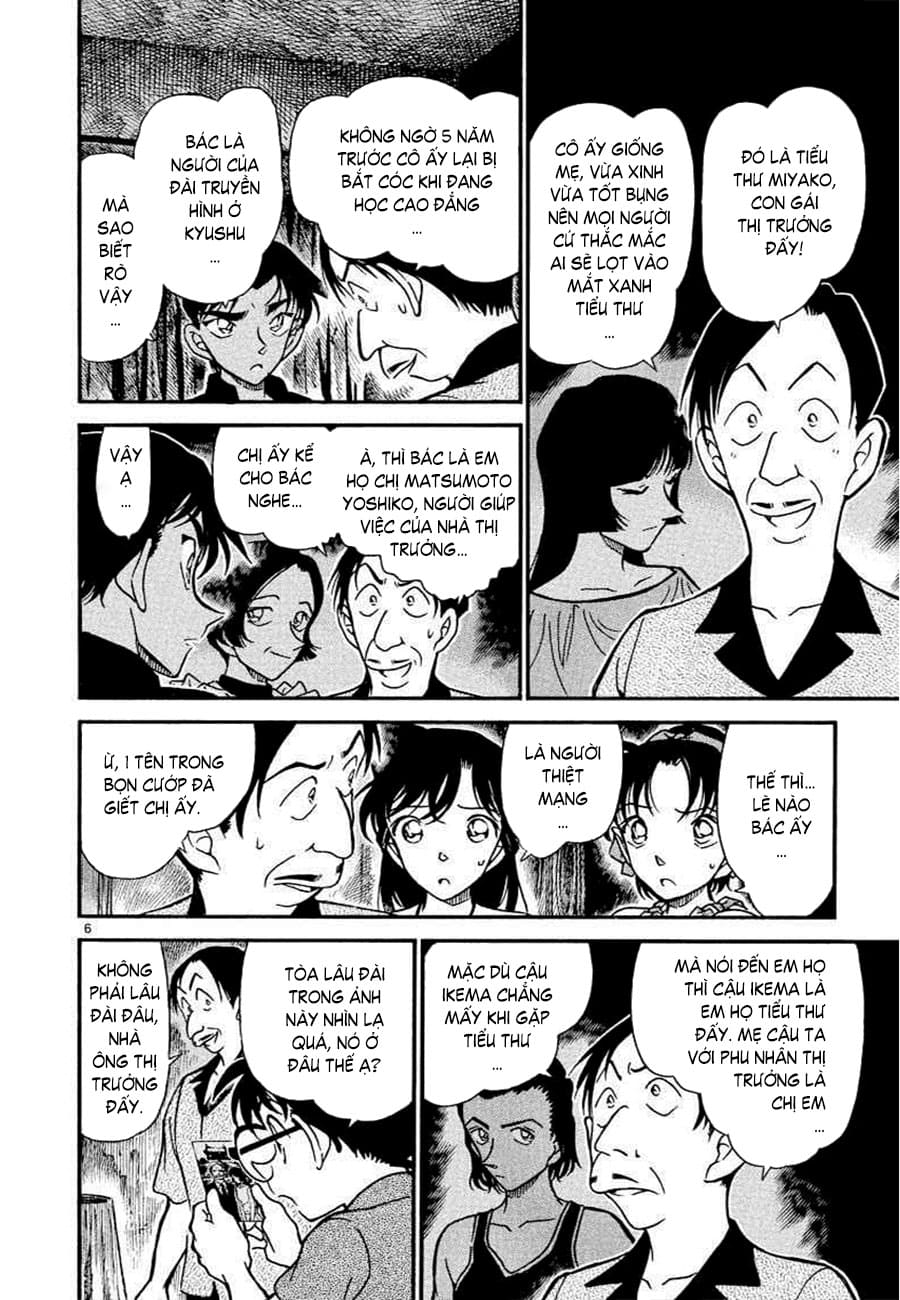 ĐÓ LÀ TIỂU
THƯ MIYAKO,
CON GÁI
THỊ TRƯỞNG
ĐẤY!
CÔ ẤY GIỐNG
MẸ, VỪA XINH
VỪA TỐT BỤNG
NÊN MỌI NGƯỜI
CỨ THẮC MẮC
AI SẼ LỌT VÀO
MẮT XANH
TIỂU THƯ
...
KHÔNG NGỜ 5 NĂM
TRƯỚC CÔ ẤY LẠI BỊ
BẮT CÓC KHI ĐANG
HỌC CAO ĐẲNG
...
BÁC LÀ
NGƯỜI CỦA
ĐÀI TRUYỀN
HÌNH Ở
KYUSHU
...
MÀ
SAO
BIẾT
RÕ
VẬY
...
À, THÌ BÁC LÀ EM
HỌ CHỊ MATSUMOTO
YOSHIKO, NGƯỜI GIÚP
VIỆC CỦA NHÀ THỊ
TRƯỞNG...
CHỊ ẤY KỂ
CHO BÁC
NGHE...
VẬY
Ạ
...
THẾ THÌ...
LẼ NÀO
BÁC ẤY
...
LÀ NGƯỜI
THIỆT
MẠNG
...
Ừ, 1 TÊN TRONG
BỌN CƯỚP ĐÃ
GIẾT CHỊ ẤY.
6
MÀ NÓI ĐẾN EM HỌ
THÌ CẬU IKEMA LÀ
EM HỌ TIỂU THƯ
ĐẤY. MẸ CẬU TA
VỚI PHU NHÂN THỊ
TRƯỞNG LÀ
CHỊ EM
...
MẶC DÙ CẬU
IKEMA CHẲNG
MẤY KHI GẶP
TIỂU THƯ
...
TÒA LÂU ĐÀI
TRONG ẢNH
NÀY NHÌN LẠ
QUÁ, NÓ Ở
ĐÂU THẾ Ạ?
KHÔNG
PHẢI LÂU
ĐÀI ĐÂU,
NHÀ
ÔNG THỊ
TRƯỞNG
ĐẤY.